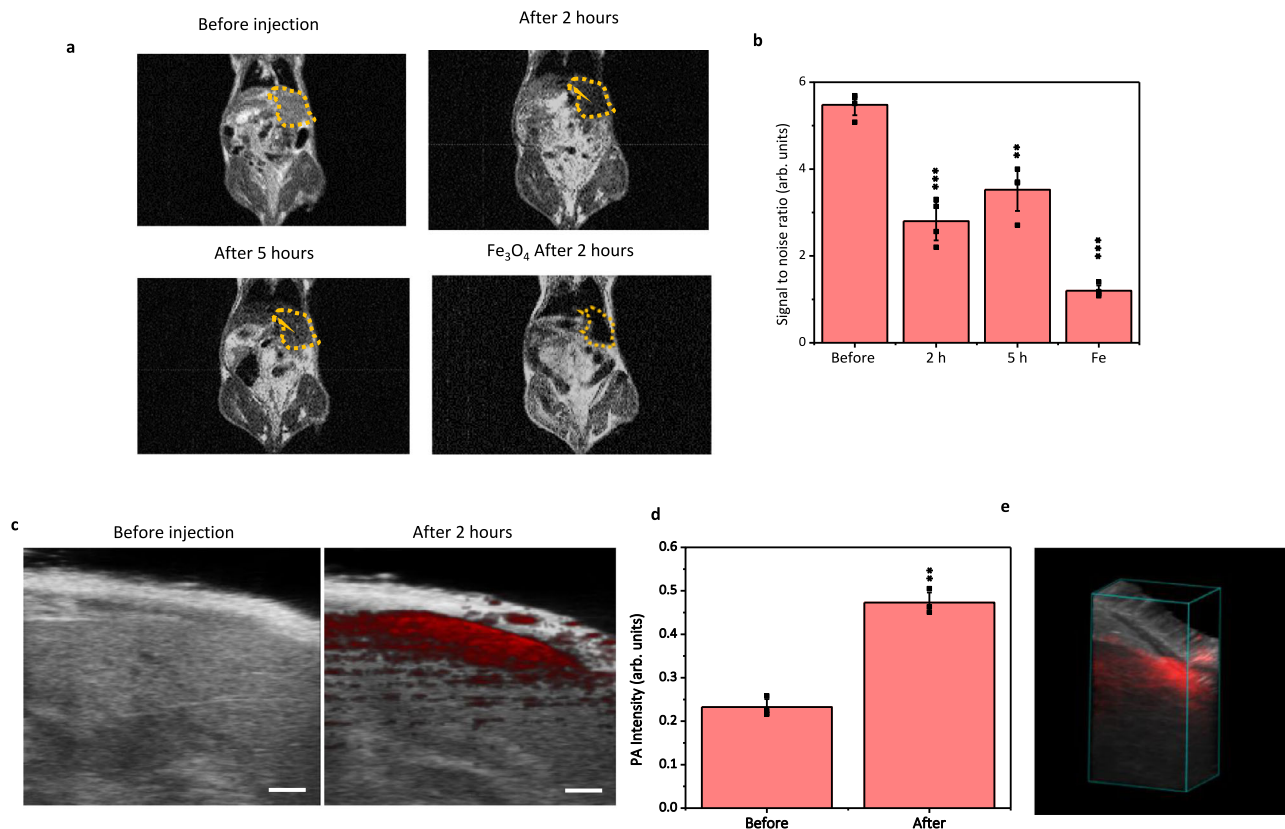 a
Before injection
After 2 hours
After 5 hours
Fe₃O₄ After 2 hours
b
Signal to noise ratio (arb. units)
6
4
2
0
***
**
***
Before
2 h
5 h
Fe
c
Before injection
After 2 hours
d
PA Intensity (arb. units)
0.6
0.5
0.4
0.3
0.2
0.1
0.0
**
Before
After
e